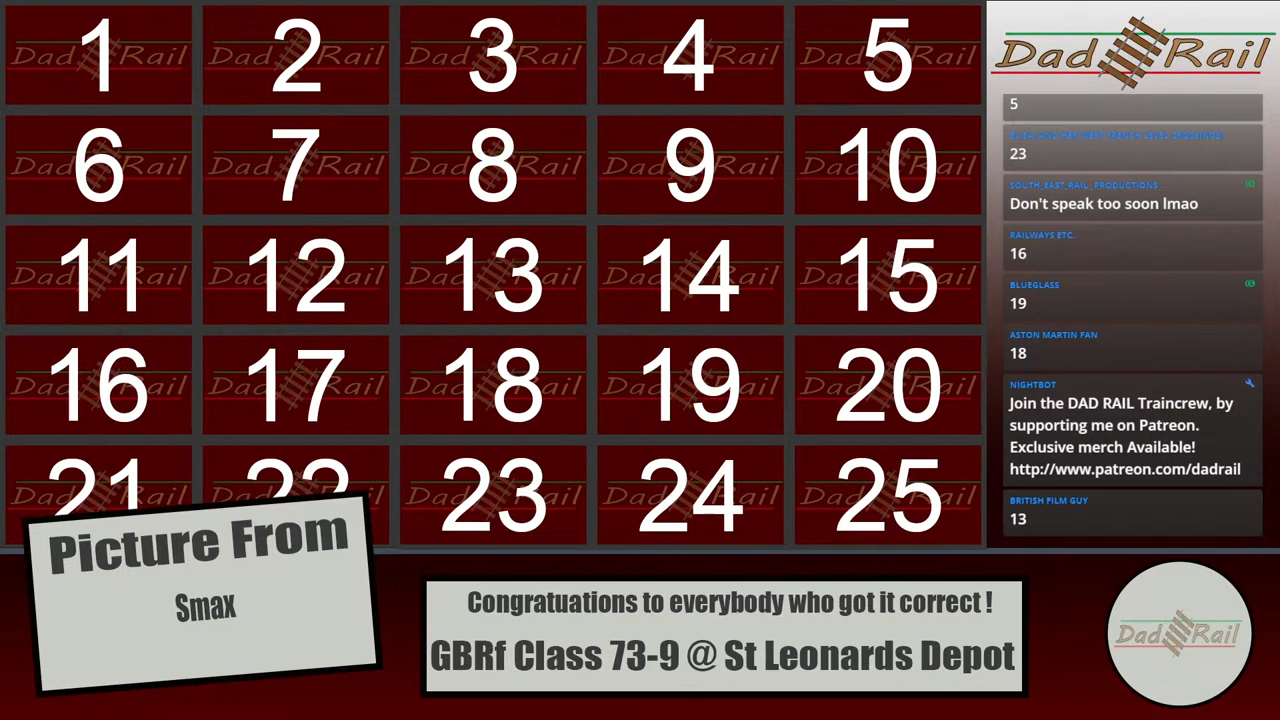 1 2 3 4 5
6 7 8 9 10
11 12 13 14 15
16 17 18 19 20
21 22 23 24 25
Dad Rail
5
23
SOUTH_EAST_RAIL_PRODUCTIONS
Don't speak too soon lmao
RAILWAYS ETC.
16
BLUEGLASS
19
ASTON MARTIN FAN
18
NIGHTBOT
Join the DAD RAIL Traincrew, by
supporting me on Patreon.
Exclusive merch Available!
http://www.patreon.com/dadrail
BRITISH FILM GUY
13
Picture From
Smax
Congratuations to everybody who got it correct !
GBRf Class 73-9 @ St Leonards Depot
Dad Rail